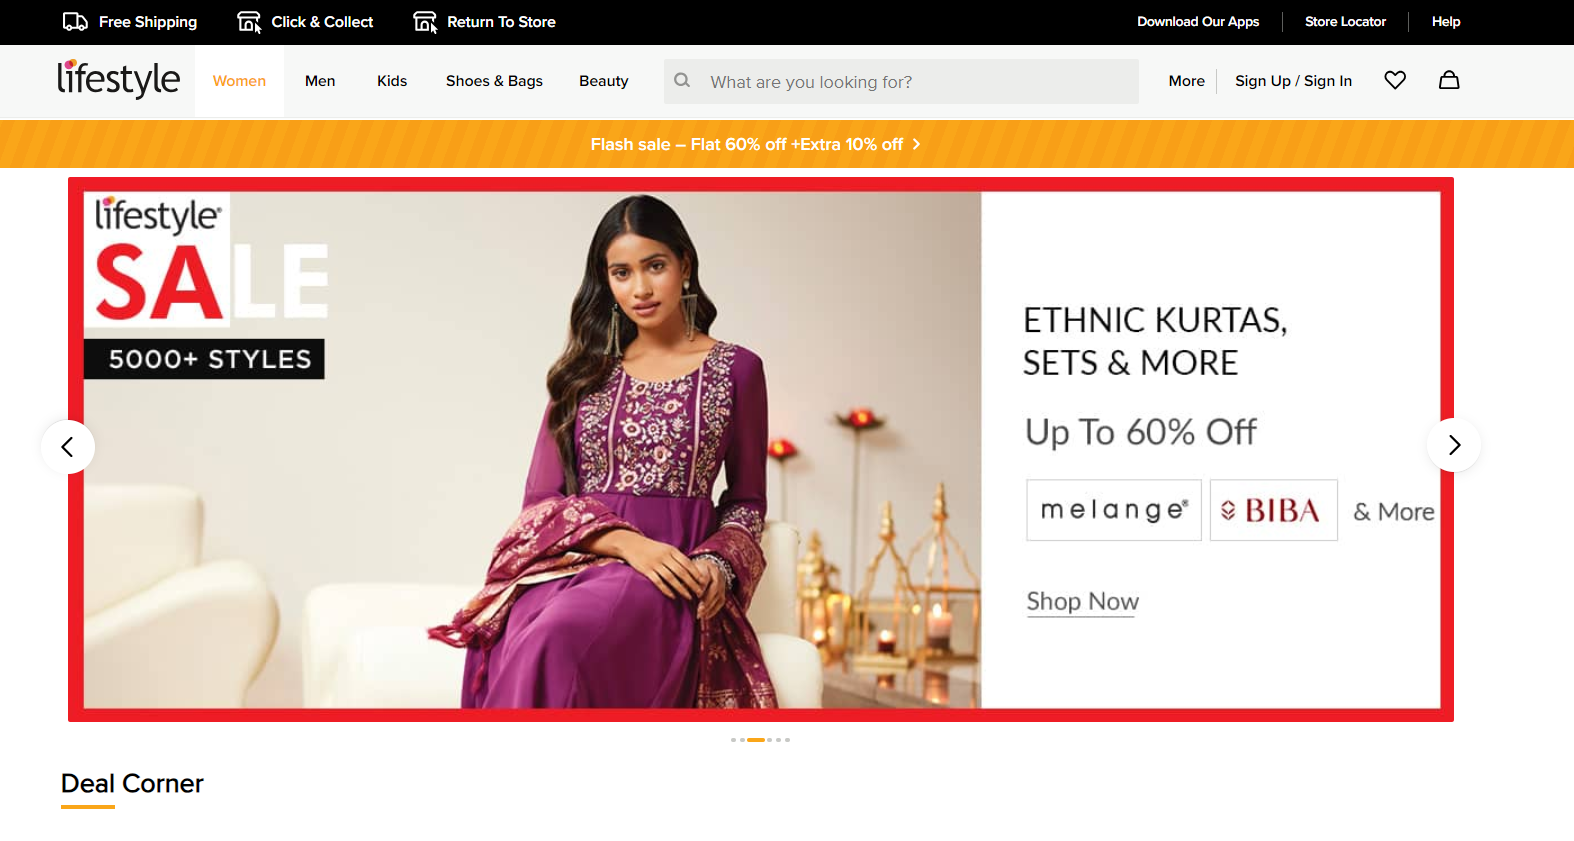 Free Shipping
Click & Collect
Return To Store
Download Our Apps
Store Locator
Help
lifestyle
Women
Men
Kids
Shoes & Bags
Beauty
What are you looking for?
More
Sign Up / Sign In
Flash sale – Flat 60% off +Extra 10% off
lifestyle®
SALE
5000+ STYLES
ETHNIC KURTAS,
SETS & MORE
Up To 60% Off
melange®
BIBA
& More
Shop Now
Deal Corner